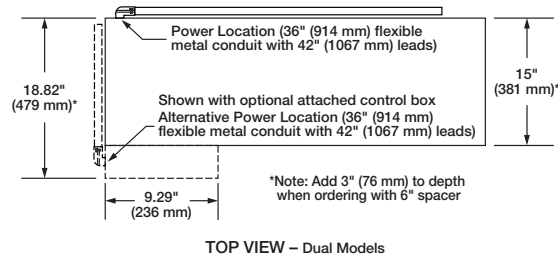 Power Location (36" (914 mm) flexible
metal conduit with 42" (1067 mm) leads)
18.82"
(479 mm)*
15"
(381 mm)*
Shown with optional attached control box
Alternative Power Location (36" (914 mm)
flexible metal conduit with 42" (1067 mm) leads)
9.29"
(236 mm)
*Note: Add 3" (76 mm) to depth
when ordering with 6" spacer
TOP VIEW – Dual Models